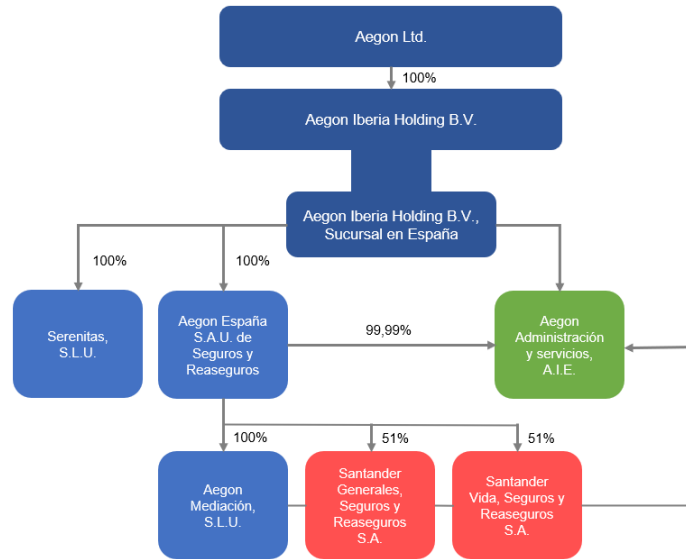 Aegon Ltd.
100%
Aegon Iberia Holding B.V.
Aegon Iberia Holding B.V.,
Sucursal en España
100%
100%
Serenitas,
S.L.U.
Aegon España
S.A.U. de
Seguros y
Reaseguros
99,99%
Aegon
Administración
y servicios,
A.I.E.
100%
51%
51%
Aegon
Mediación,
S.L.U.
Santander
Generales,
Seguros y
Reaseguros
S.A.
Santander
Vida, Seguros y
Reaseguros
S.A.